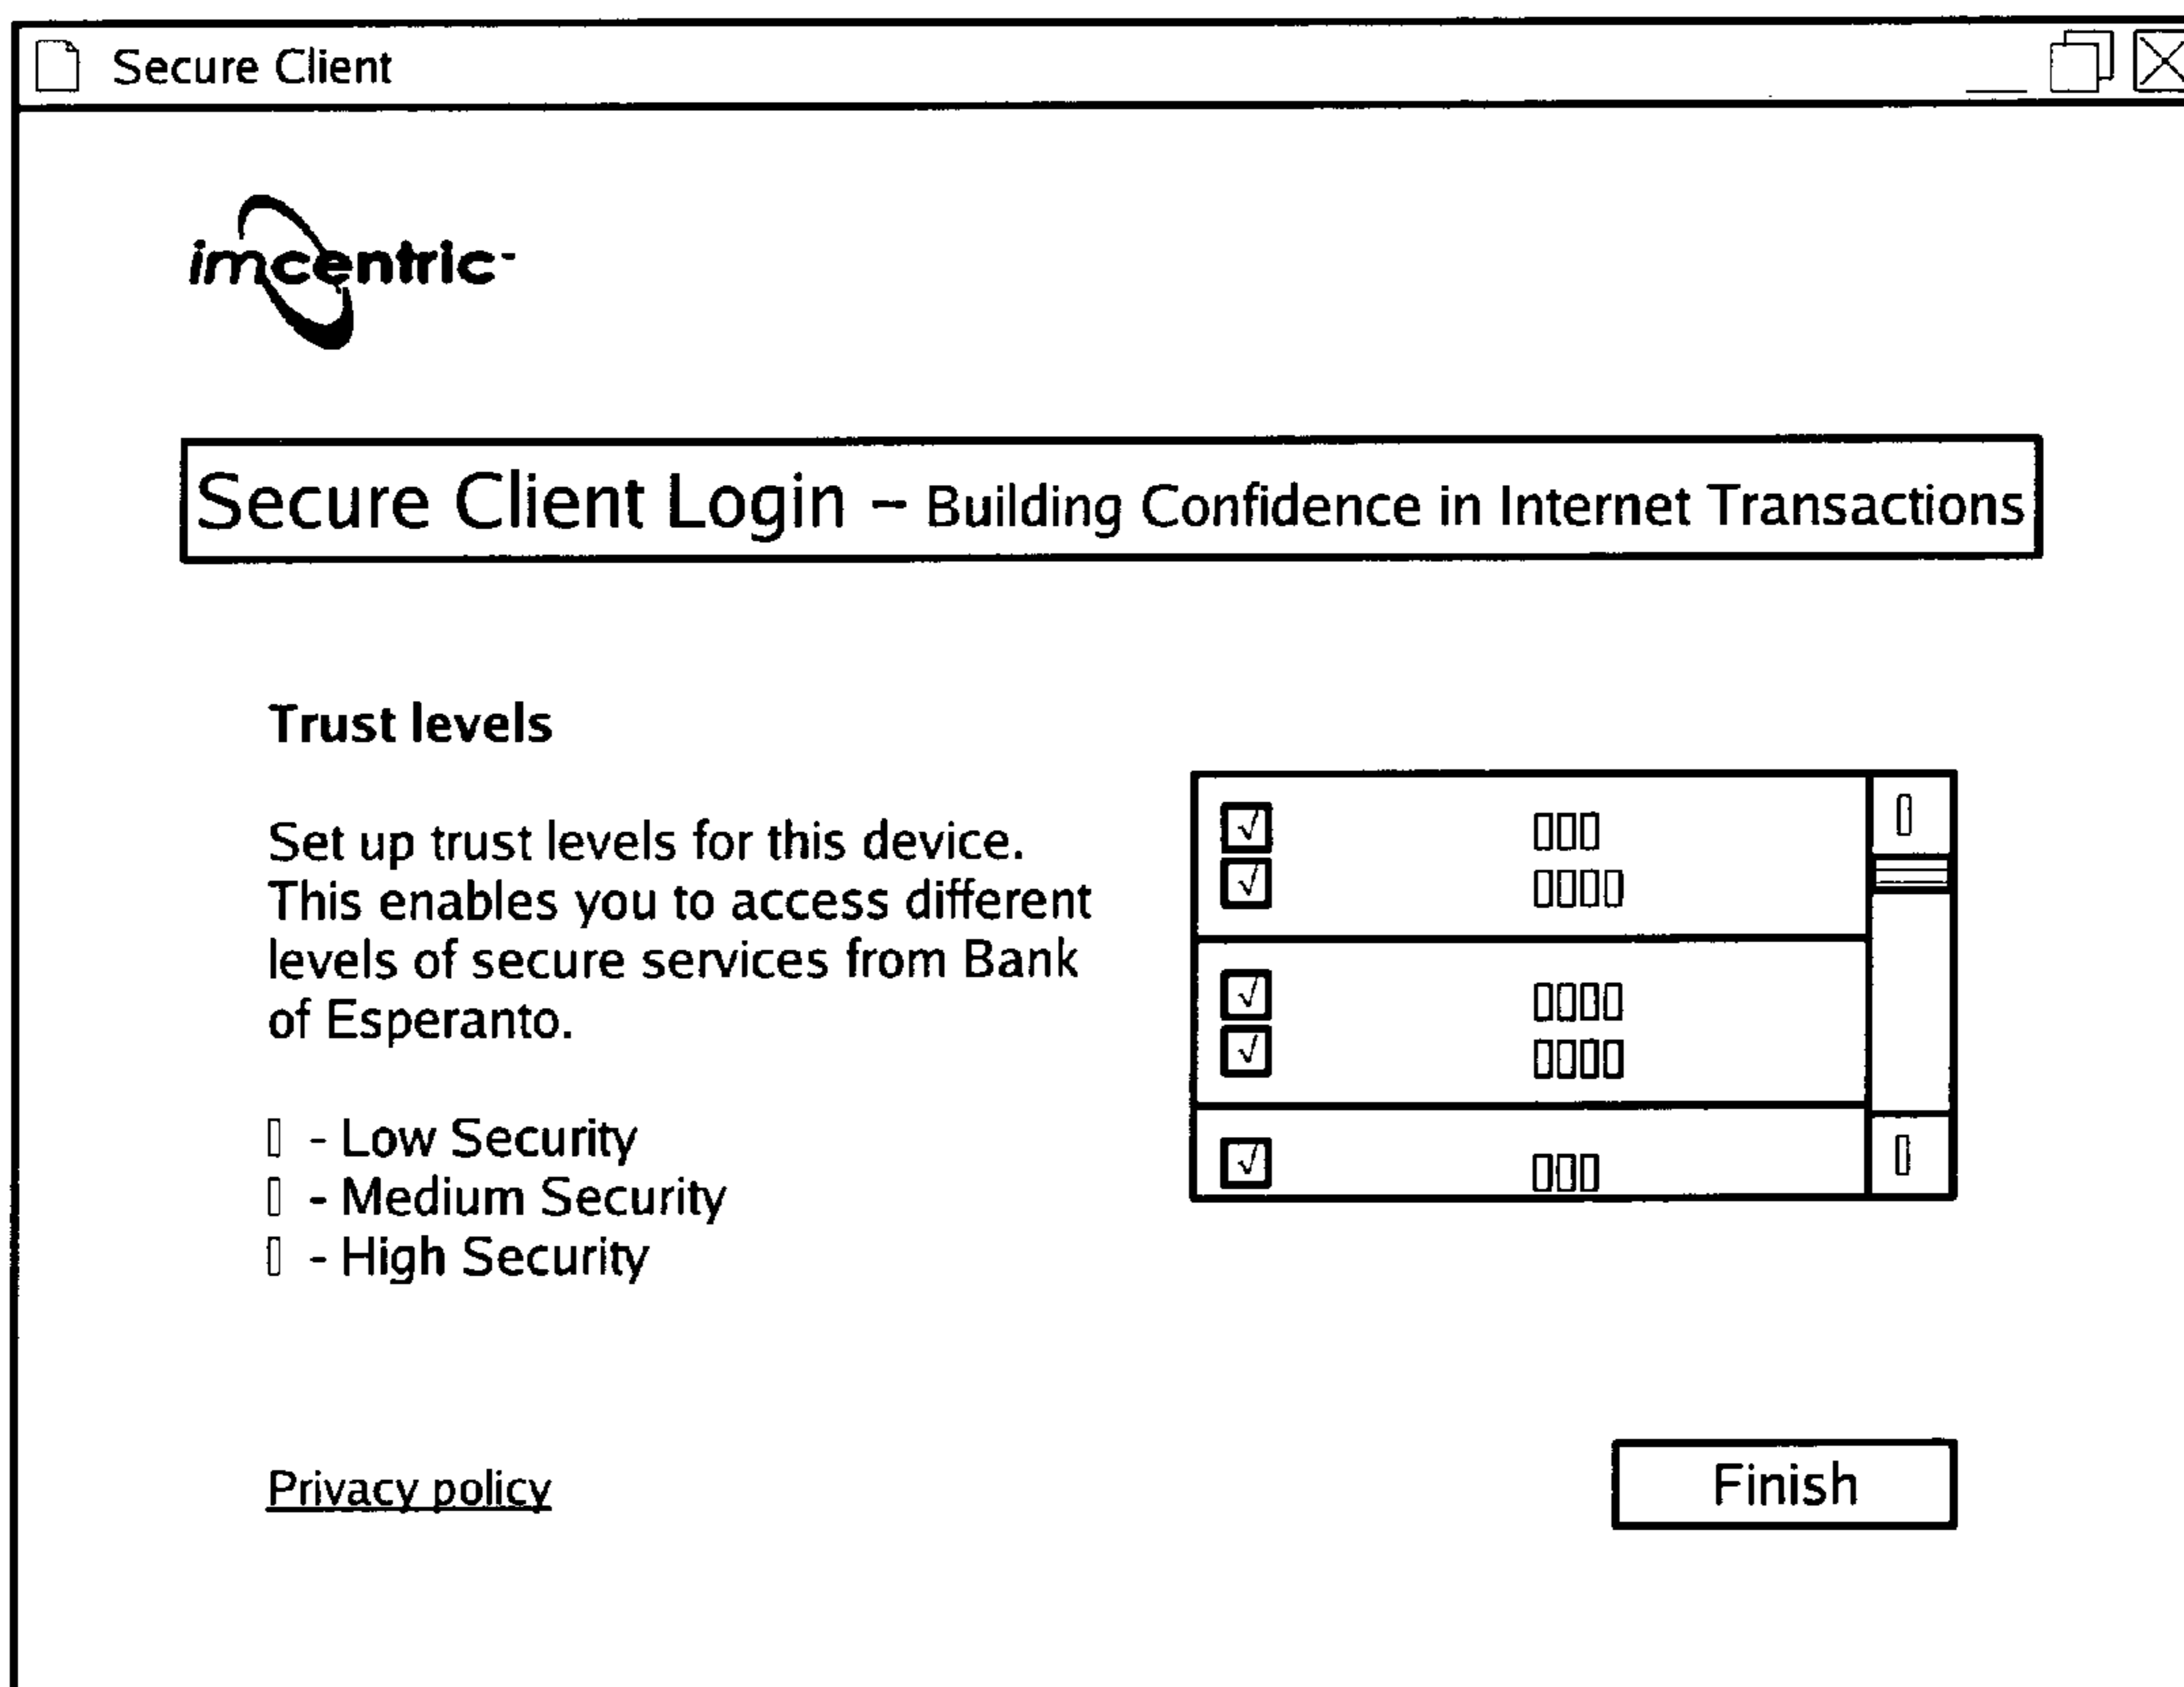 Secure Client
imcentric
Secure Client Login – Building Confidence in Internet Transactions
Trust levels
Set up trust levels for this device.
This enables you to access different
levels of secure services from Bank
of Esperanto.
▯ - Low Security
▯ - Medium Security
▯ - High Security
▯▯▯
▯▯▯▯
▯▯▯▯
▯▯▯▯
▯▯▯
Privacy policy
Finish